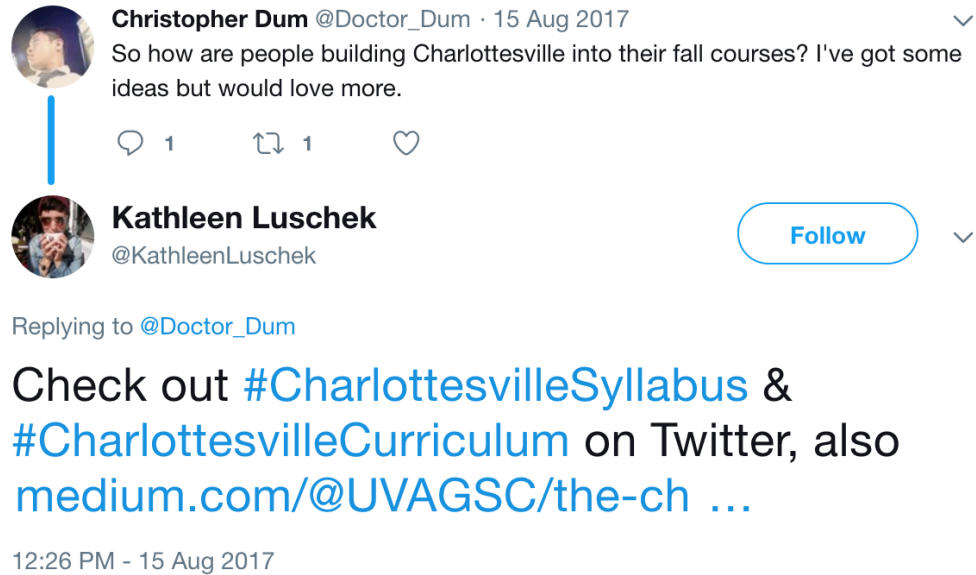 Christopher Dum @Doctor_Dum · 15 Aug 2017
So how are people building Charlottesville into their fall courses? I've got some
ideas but would love more.
1 1
Kathleen Luschek
@KathleenLuschek
Follow
Replying to @Doctor_Dum
Check out #CharlottesvilleSyllabus &
#CharlottesvilleCurriculum on Twitter, also
medium.com/@UVAGSC/the-ch …
12:26 PM - 15 Aug 2017